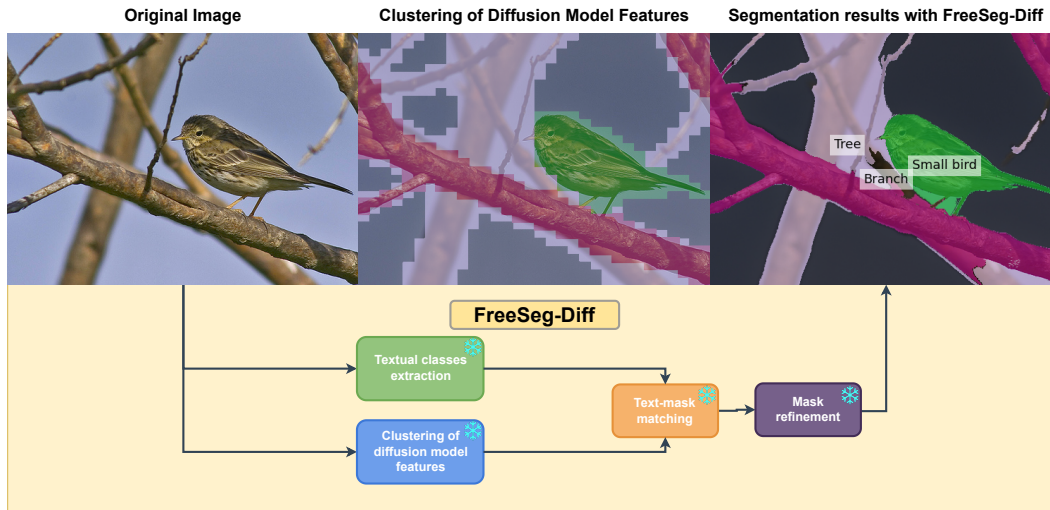 Original Image
Clustering of Diffusion Model Features
Segmentation results with FreeSeg-Diff
Tree
Small bird
Branch
FreeSeg-Diff
Textual classes
extraction
Text-mask
matching
Mask
refinement
Clustering of
diffusion model
features